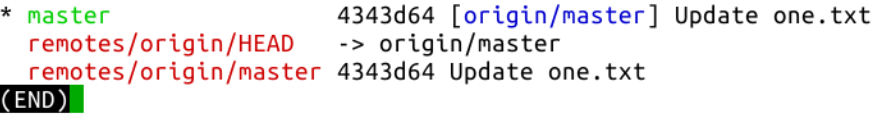 * master                4343d64 [origin/master] Update one.txt
  remotes/origin/HEAD   -> origin/master
  remotes/origin/master 4343d64 Update one.txt
(END)